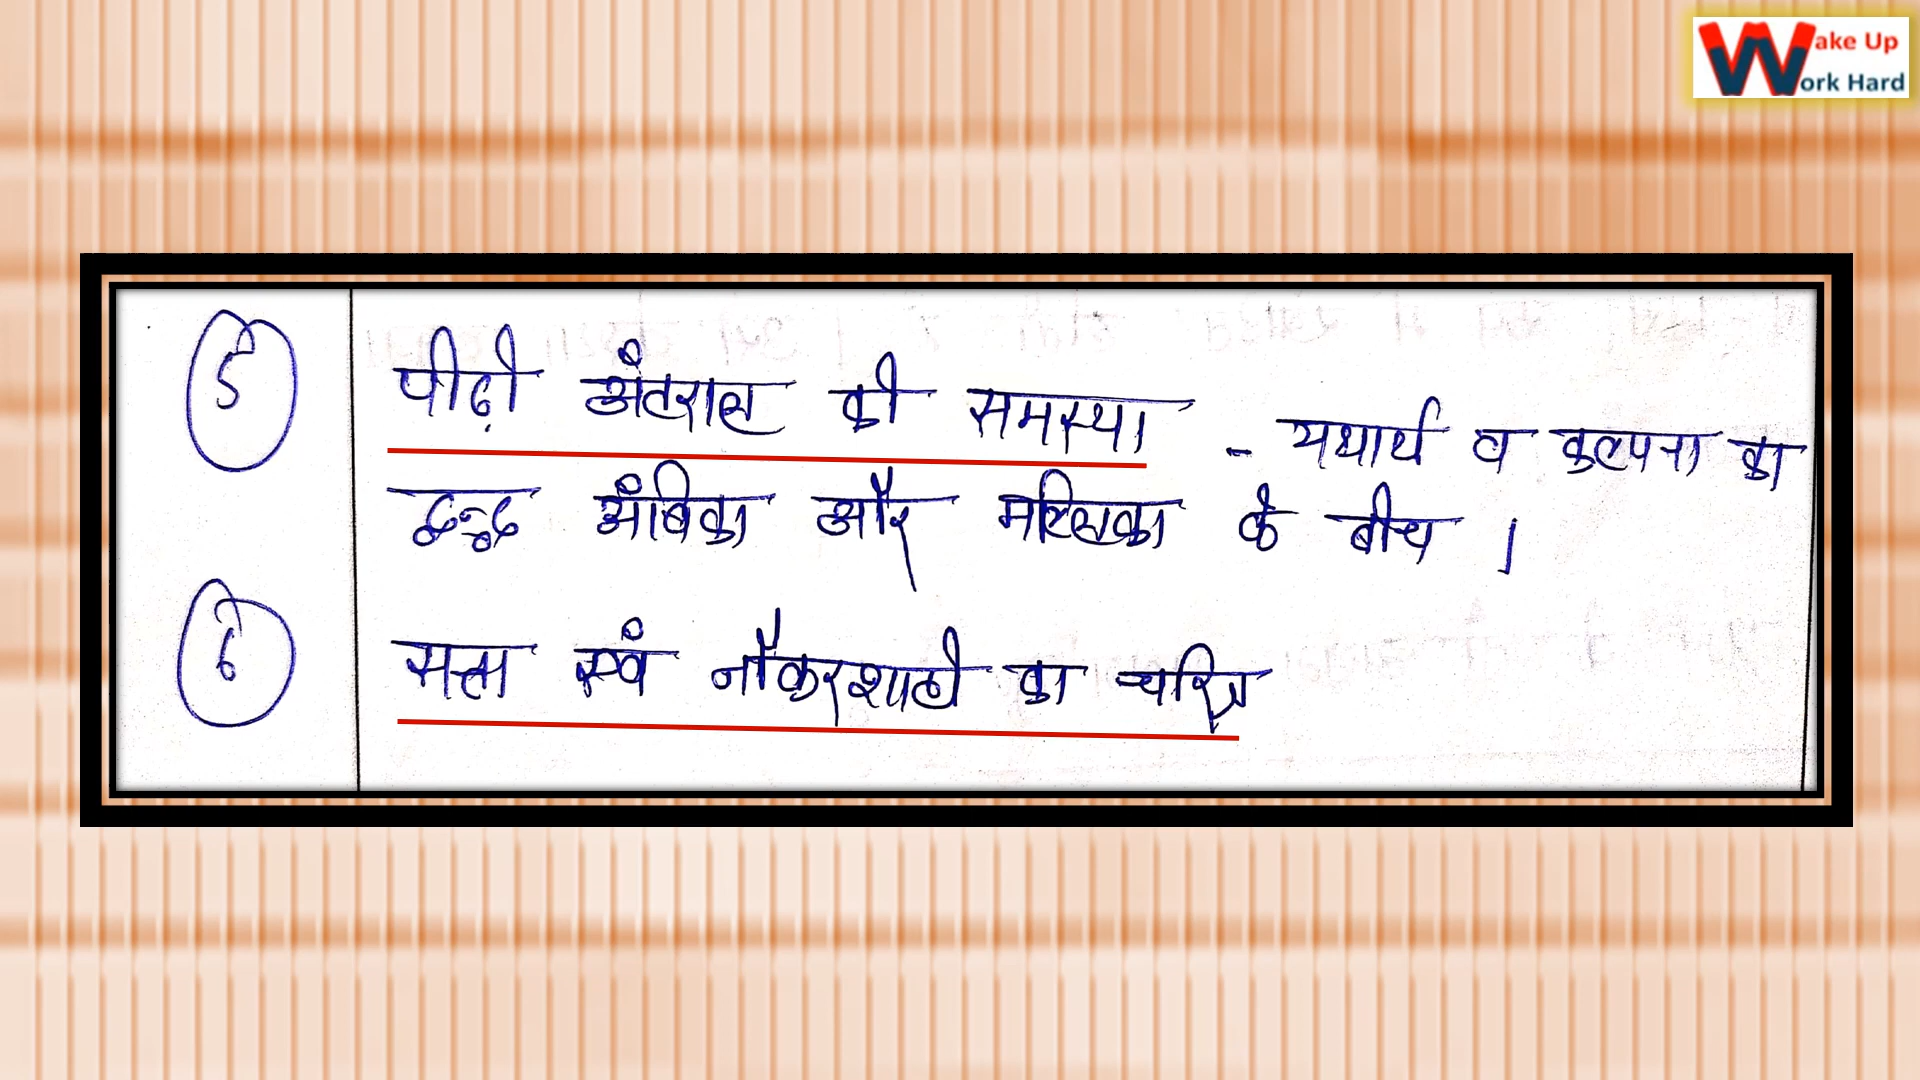 Wake Up
Work Hard
5 पीढ़ी अंतराल की समस्या - यथार्थ व कल्पना का
द्वन्द्व अंबिका और मल्लिका के बीच ।
6 सत्ता एवं नौकरशाही का चरित्र